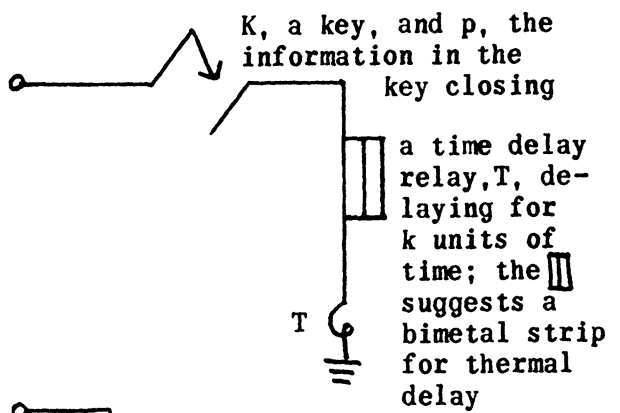 K, a key, and p, the
information in the
key closing
a time delay
relay,T, de-
laying for
k units of
time; the
suggests a
bimetal strip
for thermal
delay
T